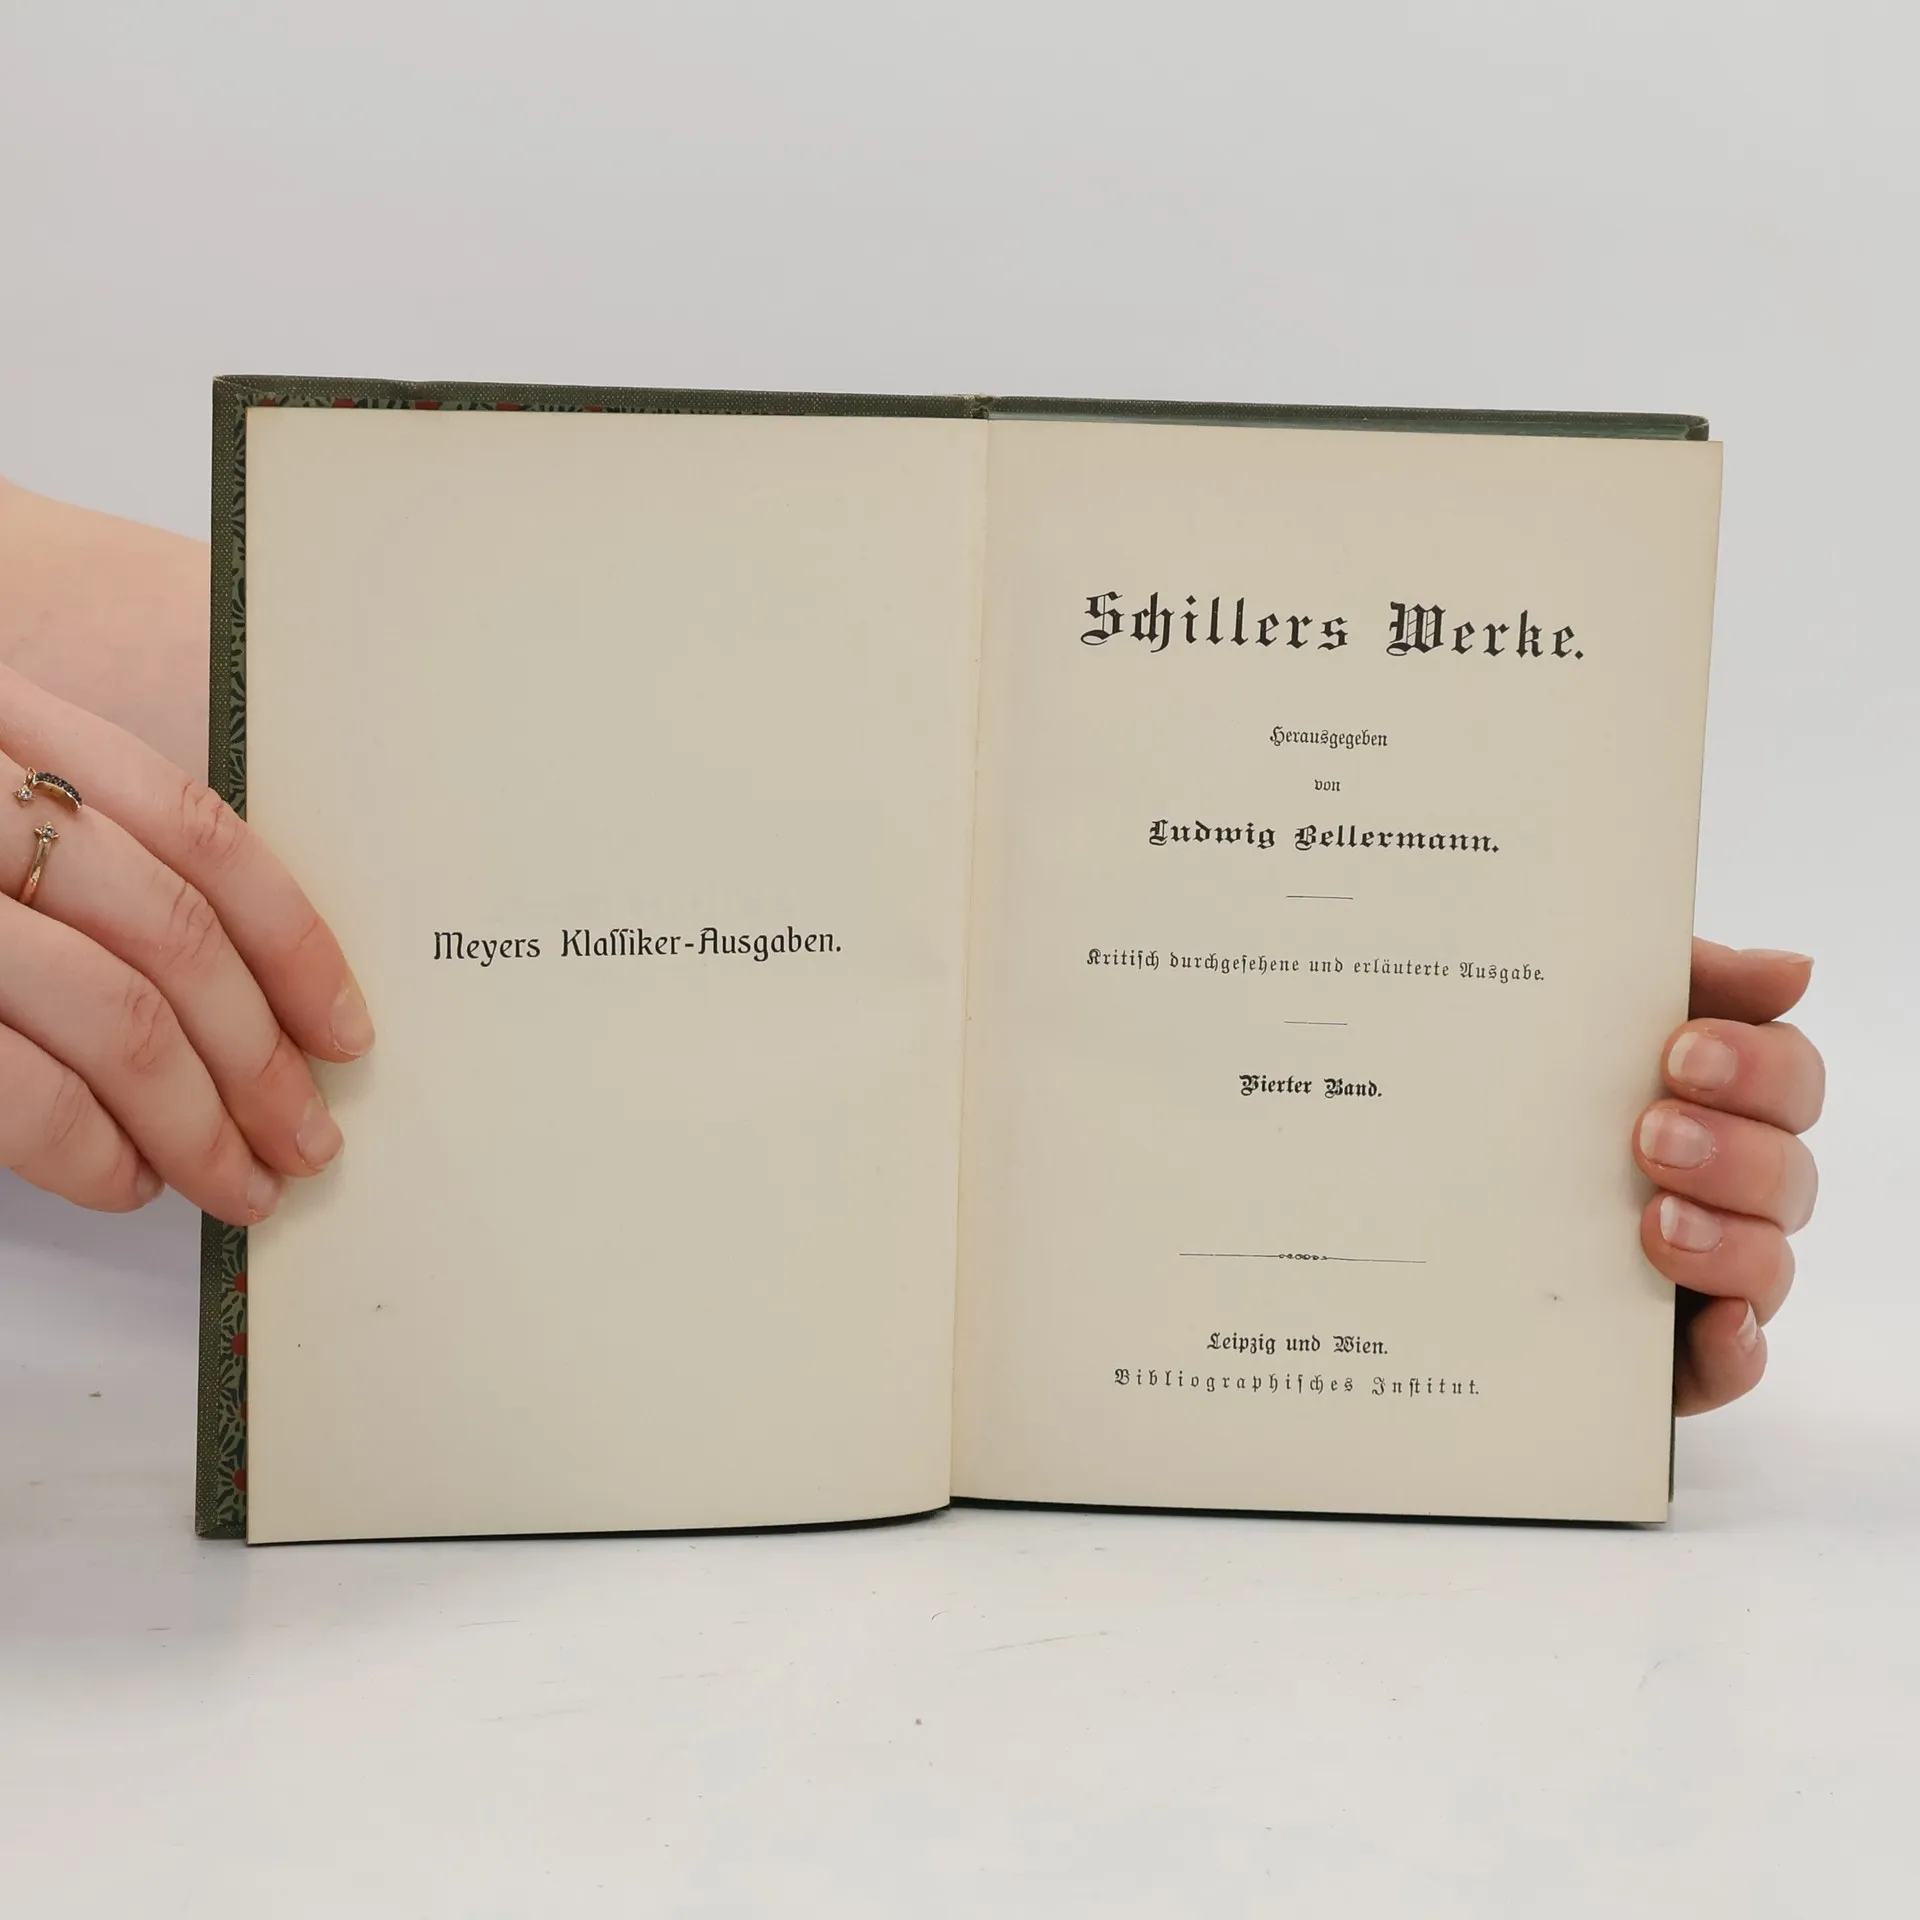 Meyers Klaſſiker-Ausgaben.
Schillers Werke.
Herausgegeben
von
Ludwig Bellermann.
Kritiſch durchgeſehene und erläuterte Ausgabe.
Vierter Band.
Leipzig und Wien.
Bibliographiſches Inſtitut.